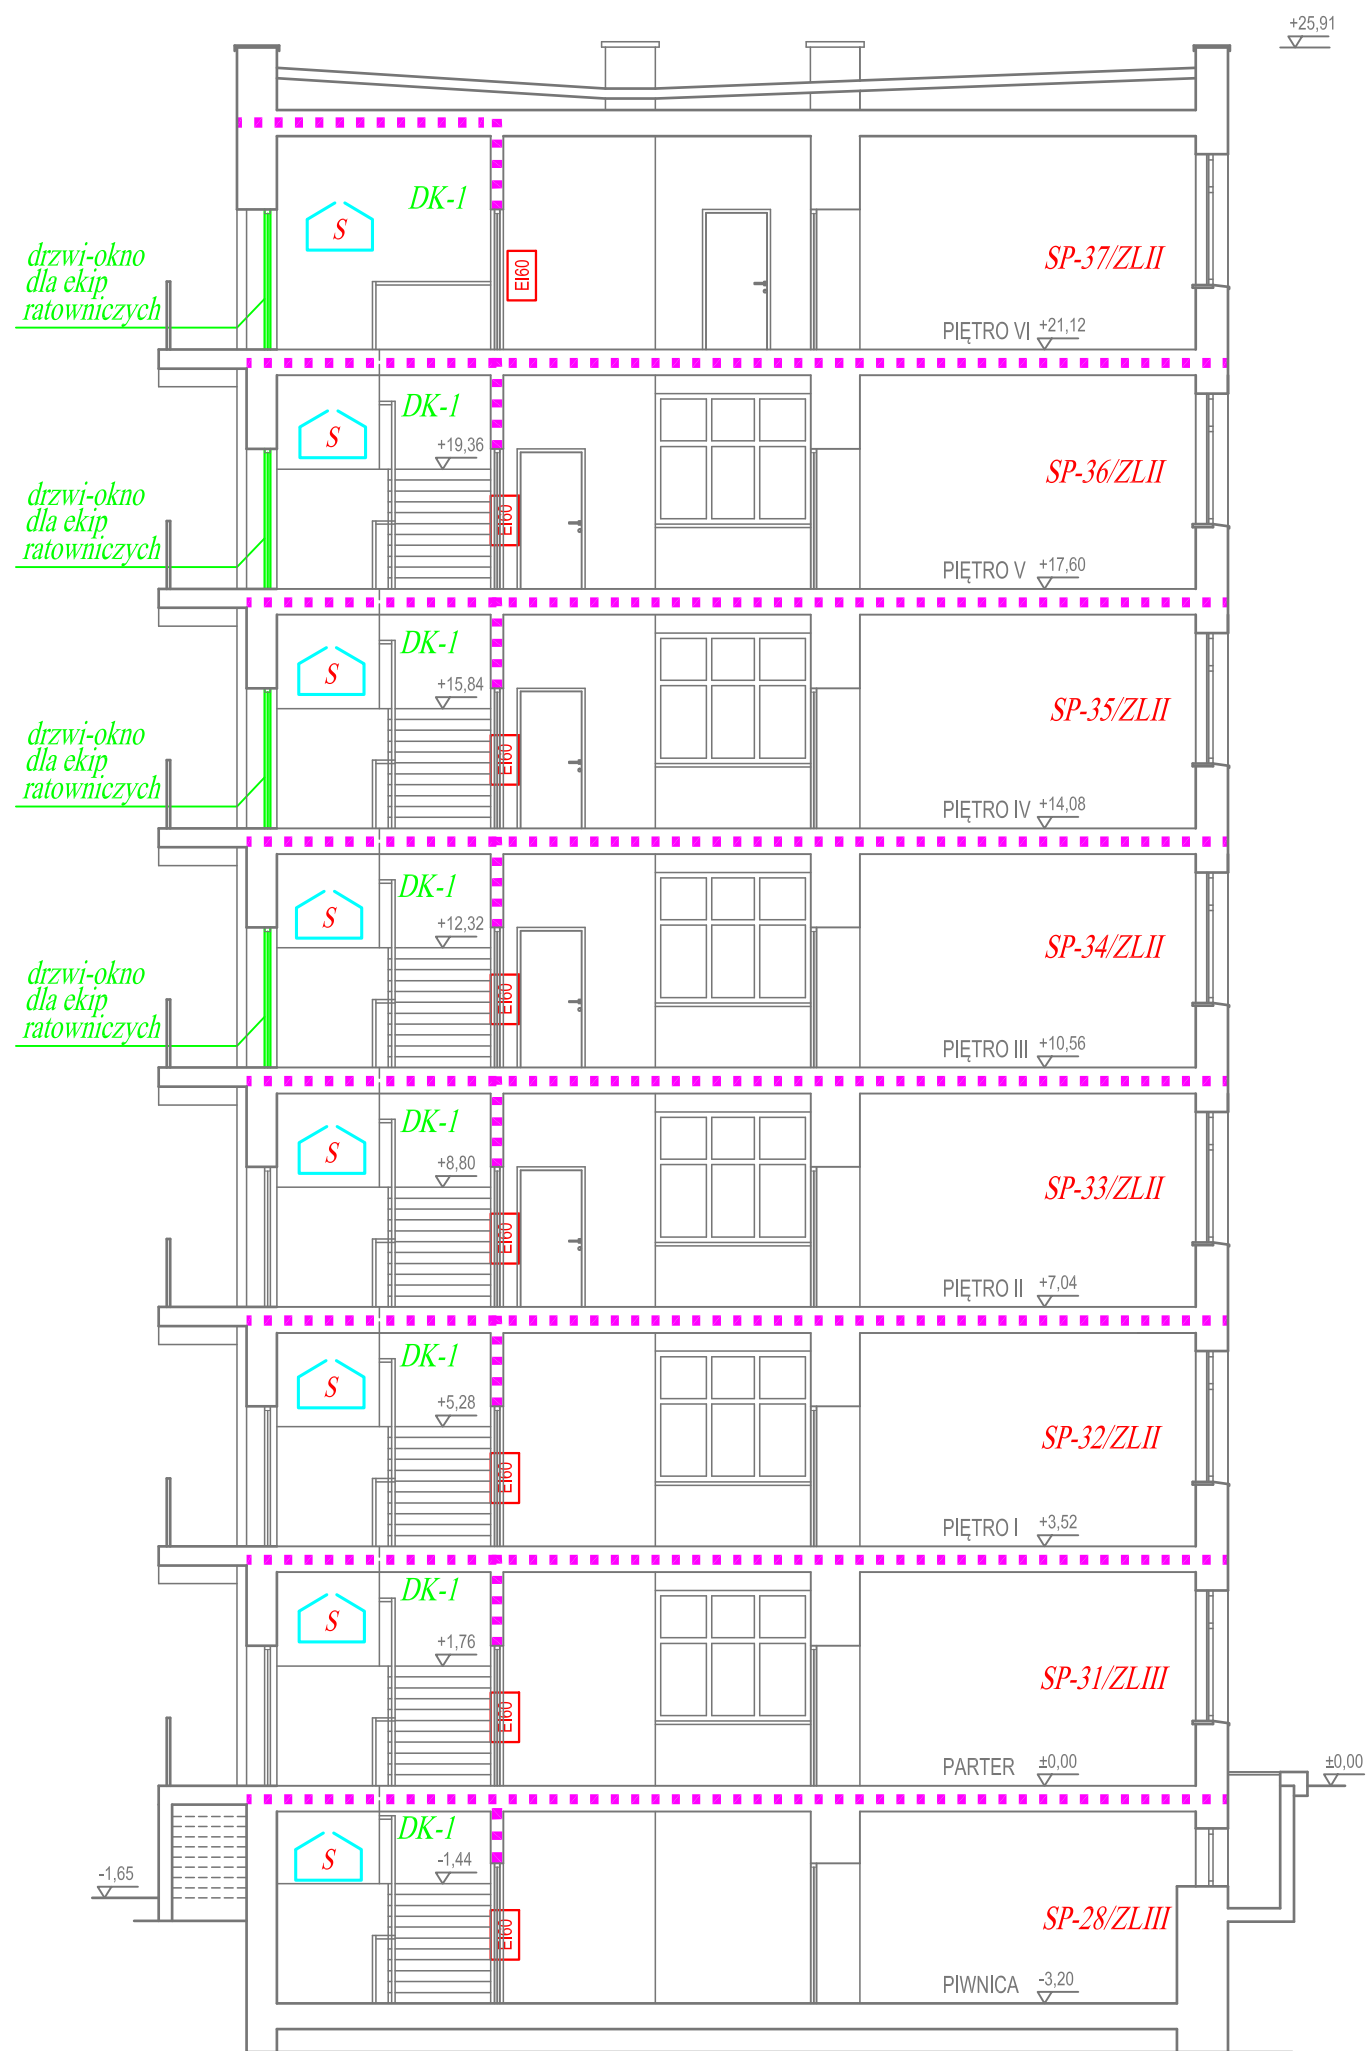 +25,91
DK-1
S
drzwi-okno
dla ekip
ratowniczych
EI60
SP-37/ZLII
PIĘTRO VI +21,12
DK-1
S
+19,36
drzwi-okno
dla ekip
ratowniczych
EI60
SP-36/ZLII
PIĘTRO V +17,60
DK-1
S
+15,84
drzwi-okno
dla ekip
ratowniczych
EI60
SP-35/ZLII
PIĘTRO IV +14,08
DK-1
S
+12,32
drzwi-okno
dla ekip
ratowniczych
EI60
SP-34/ZLII
PIĘTRO III +10,56
DK-1
S
+8,80
EI60
SP-33/ZLII
PIĘTRO II +7,04
DK-1
S
+5,28
EI60
SP-32/ZLII
PIĘTRO I +3,52
DK-1
S
+1,76
EI60
SP-31/ZLIII
PARTER ±0,00
±0,00
DK-1
S
-1,44
-1,65
EI60
SP-28/ZLIII
PIWNICA -3,20